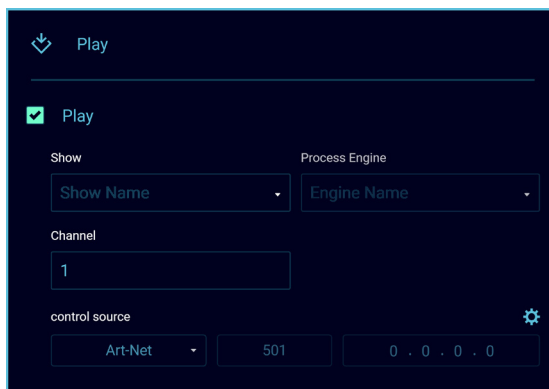 Play
Play
Show Process Engine
Show Name Engine Name
Channel
1
control source
Art-Net 501 0 . 0 . 0 . 0